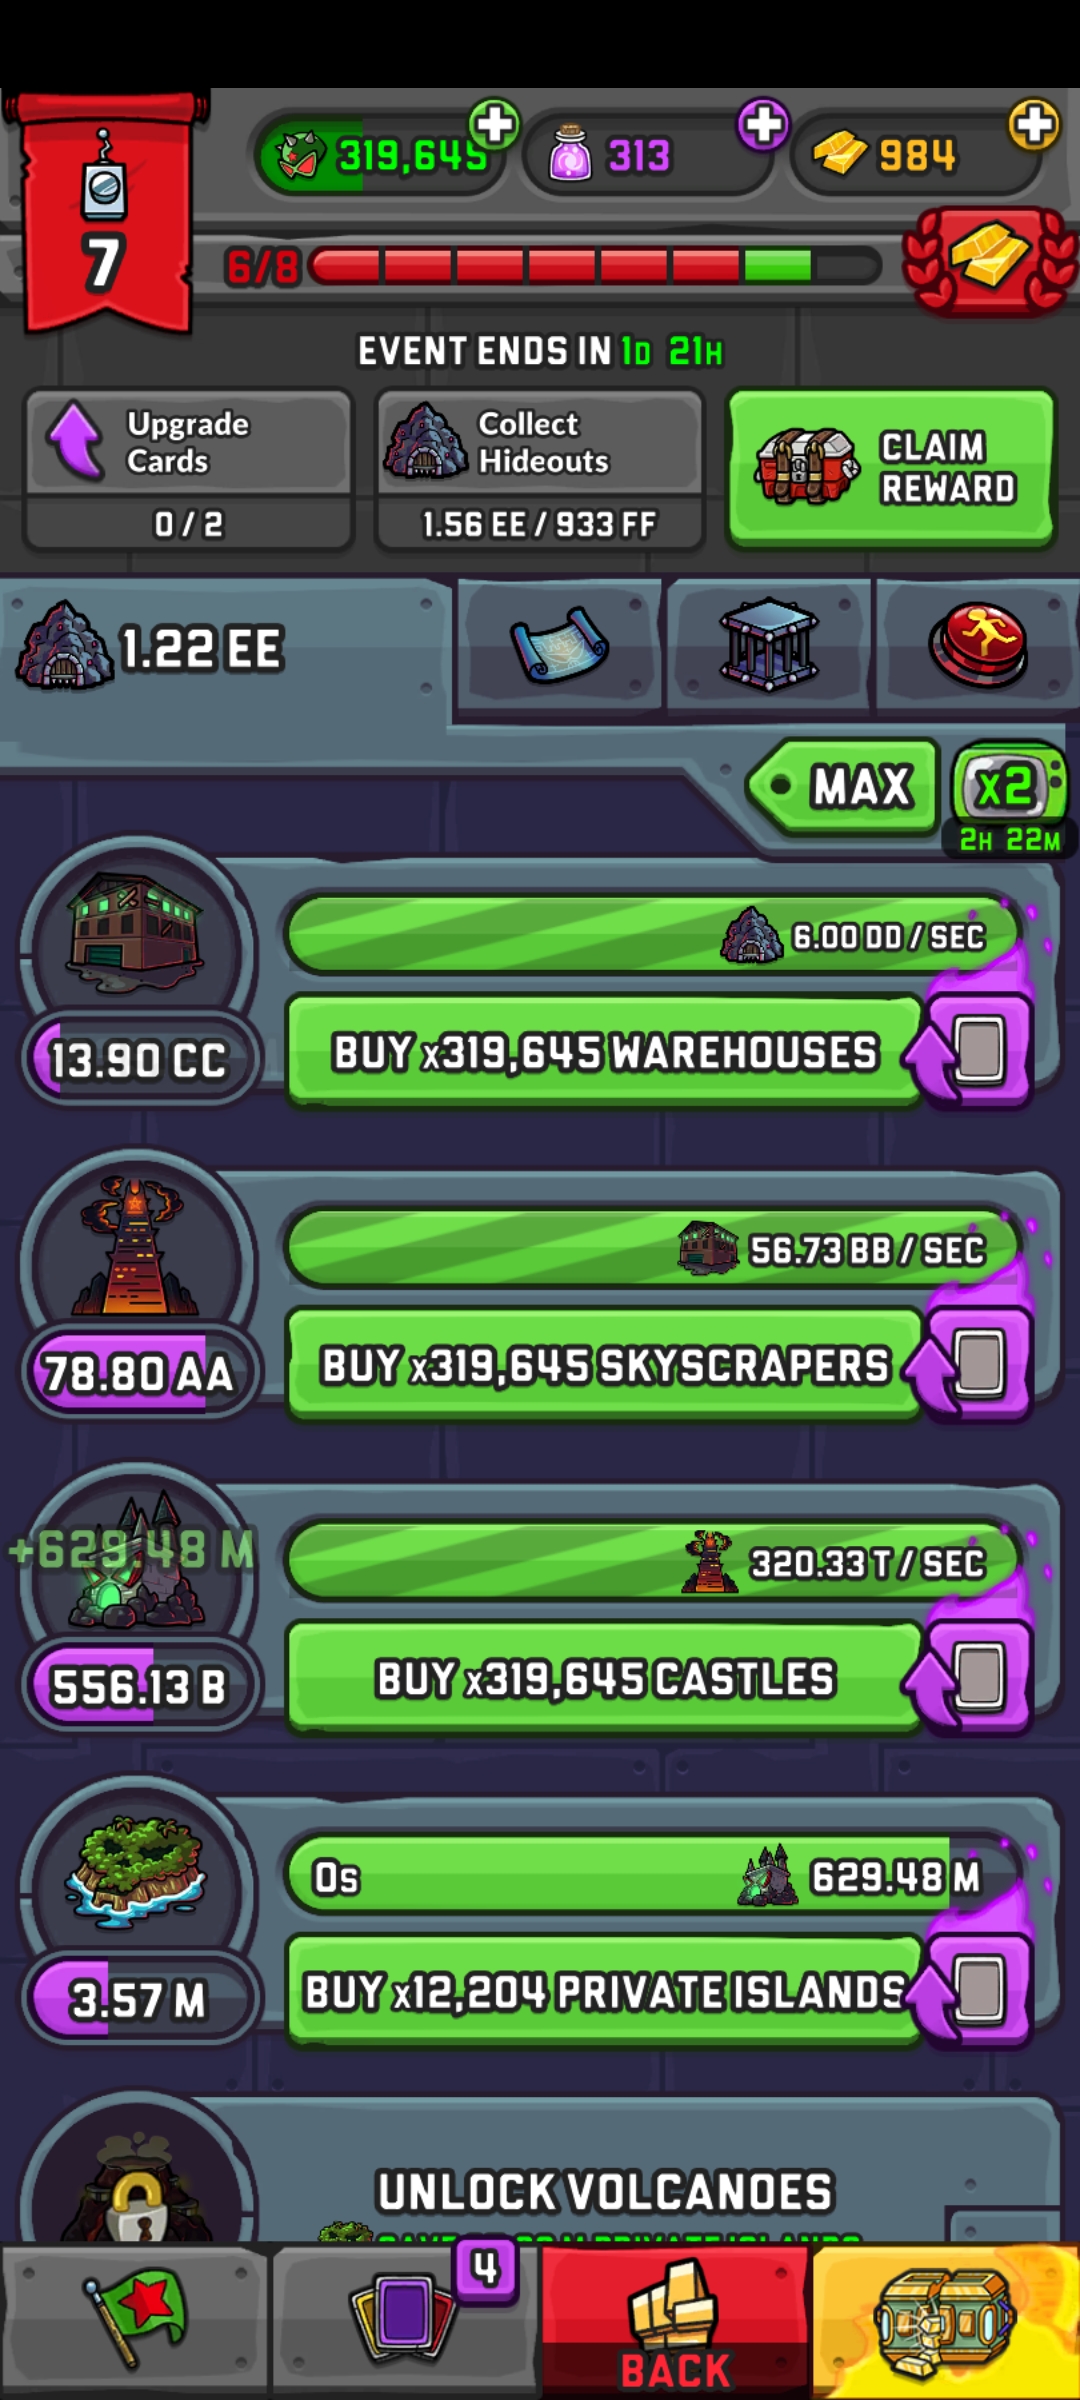 319,645
313
984
7
6/8
EVENT ENDS IN 1D 21H
Upgrade
Cards
0 / 2
Collect
Hideouts
1.56 EE / 933 FF
CLAIM
REWARD
1.22 EE
MAX
x2
2H 22M
6.00 DD / SEC
BUY x319,645 WAREHOUSES
13.90 CC
56.73 BB / SEC
BUY x319,645 SKYSCRAPERS
78.80 AA
+629.48 M
320.33 T / SEC
BUY x319,645 CASTLES
556.13 B
0s
629.48 M
BUY x12,204 PRIVATE ISLANDS
3.57 M
UNLOCK VOLCANOES
PRIVATE ISLANDS
4
BACK